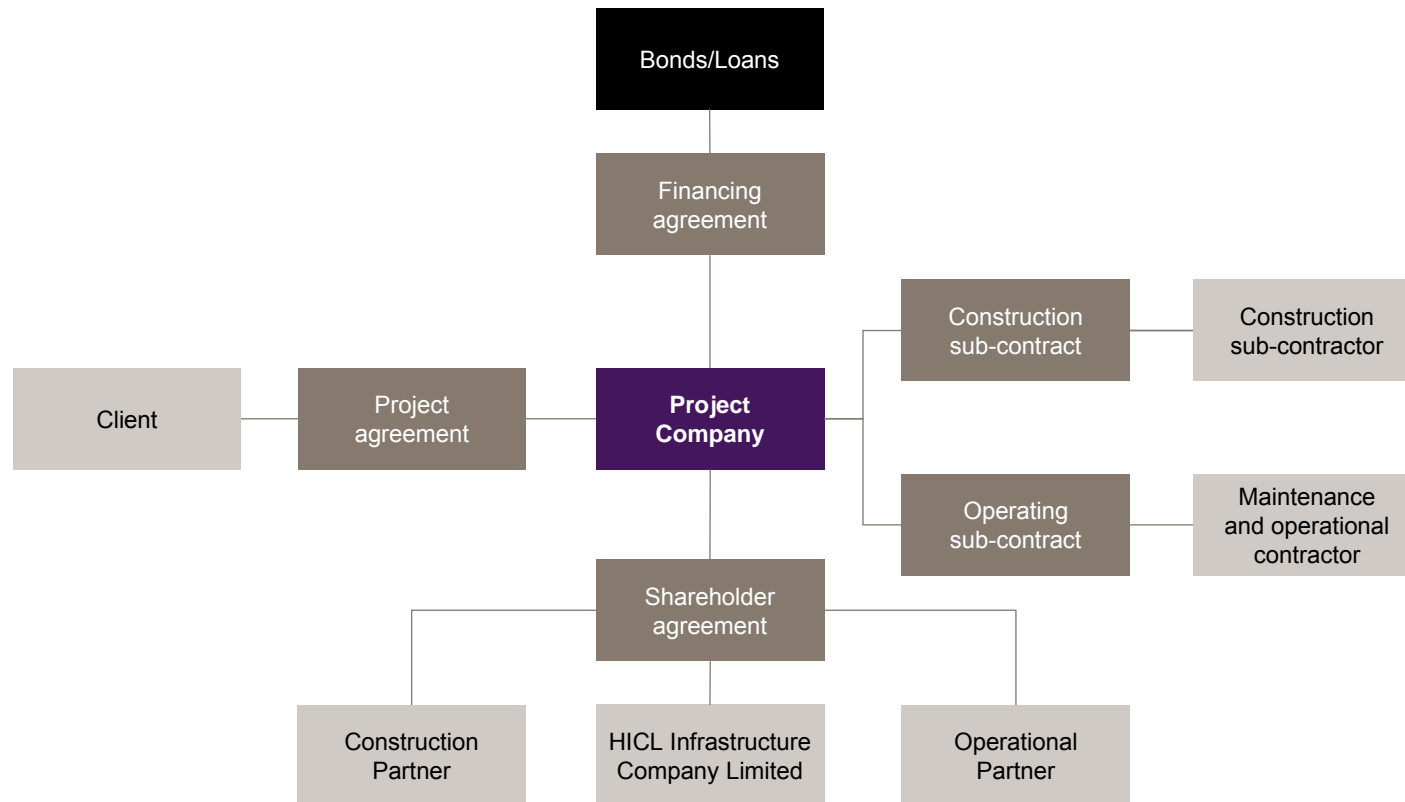 Bonds/Loans
Financing
agreement
Construction
sub-contract
Construction
sub-contractor
Client
Project
agreement
Project
Company
Operating
sub-contract
Maintenance
and operational
contractor
Shareholder
agreement
Construction
Partner
HICL Infrastructure
Company Limited
Operational
Partner